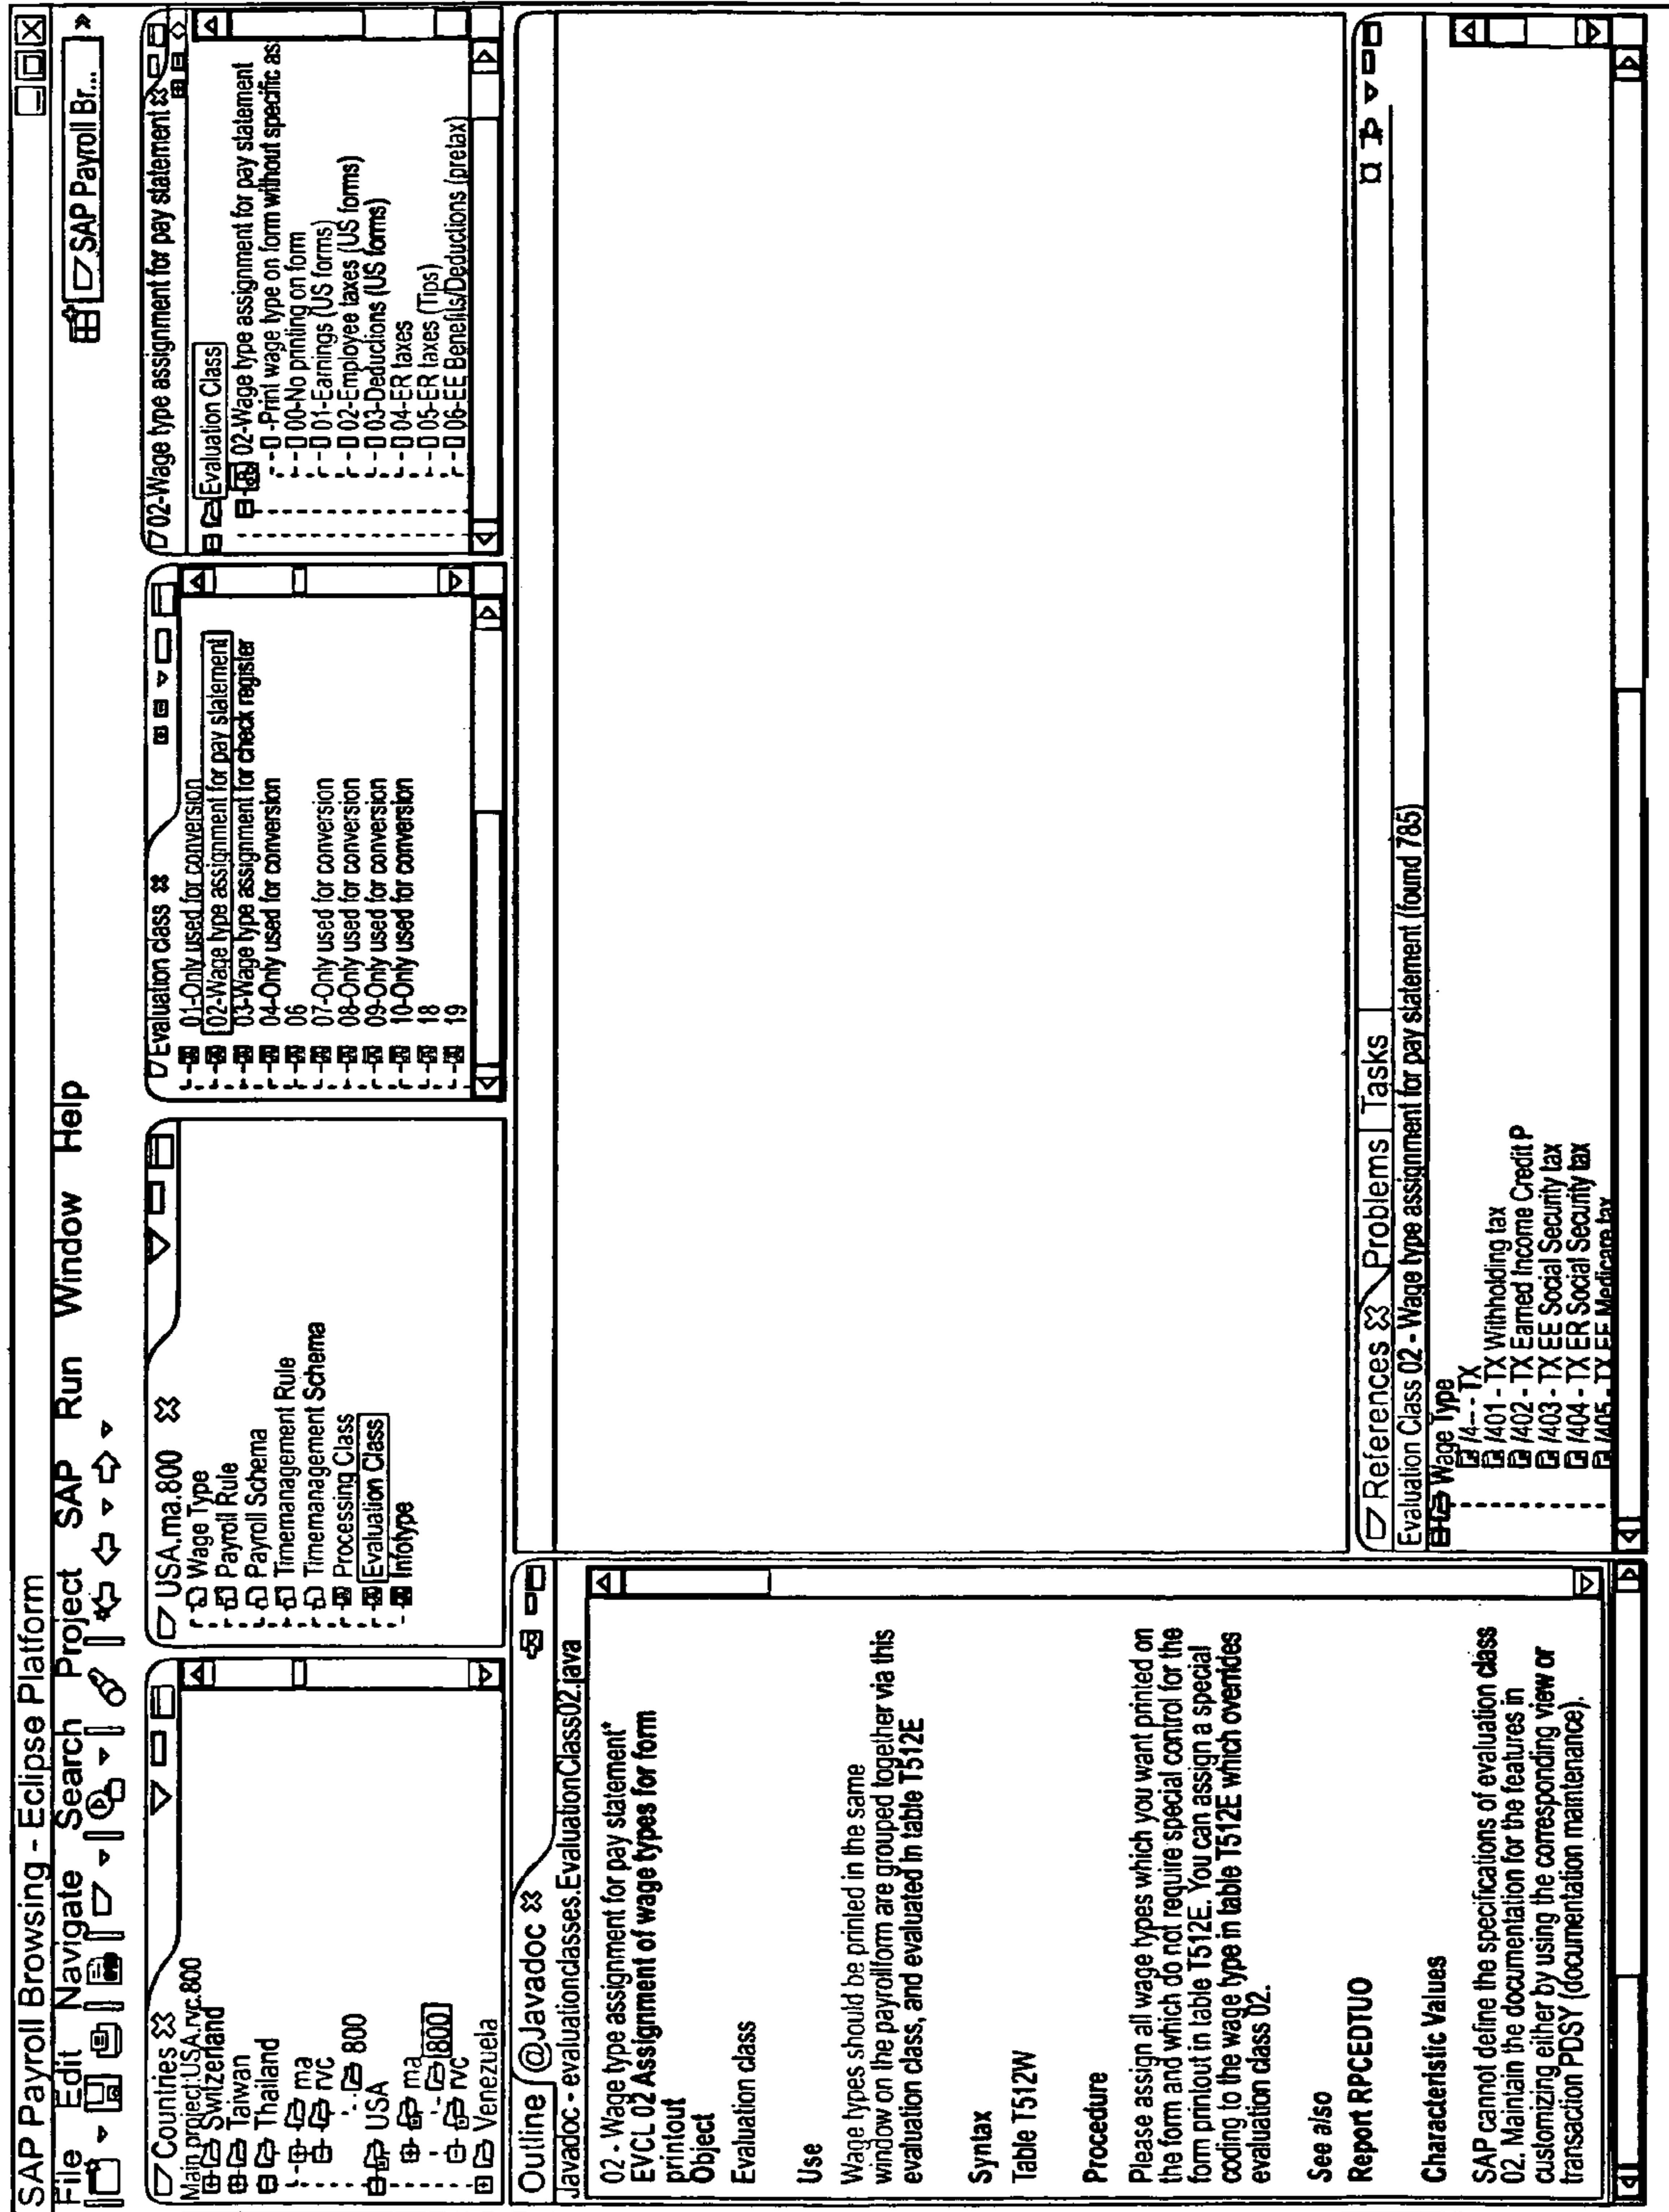 SAP Payroll Browsing - Eclipse Platform
File Edit Navigate Search Project SAP Run Window Help
SAP Payroll Br... »
Countries
Main project:USA.rvc.800
Switzerland
Taiwan
Thailand
ma
rvc
800
USA
ma
800
rvc
Venezuela
USA.ma.800
Wage Type
Payroll Rule
Payroll Schema
Timemanagement Rule
Timemanagement Schema
Processing Class
Evaluation Class
Infotype
Evaluation class
01-Only used for conversion
02-Wage type assignment for pay statement
03-Wage type assignment for check register
04-Only used for conversion
06
07-Only used for conversion
08-Only used for conversion
09-Only used for conversion
10-Only used for conversion
18
19
02-Wage type assignment for pay statement
Evaluation Class
02-Wage type assignment for pay statement
-Print wage type on form without specific as
00-No printing on form
01-Earnings (US forms)
02-Employee taxes (US forms)
03-Deductions (US forms)
04-ER taxes
05-ER taxes (Tips)
06-EE Benefits/Deductions (pretax)
Outline @Javadoc
Javadoc - evaluationclasses.EvaluationClass02.java
02 - Wage type assignment for pay statement*
EVCL 02 Assignment of wage types for form
printout
Object
Evaluation class
Use
Wage types should be printed in the same
window on the payrollform are grouped together via this
evaluation class, and evaluated in table T512E
Syntax
Table T512W
Procedure
Please assign all wage types which you want printed on
the form and which do not require special control for the
form printout in table T512E. You can assign a special
coding to the wage type in table T512E which overrides
evaluation class 02.
See also
Report RPCEDTUO
Characteristic Values
SAP cannot define the specifications of evaluation class
02. Maintain the documentation for the features in
customizing either by using the corresponding view or
transaction PDSY (documentation maintenance).
References Problems Tasks
Evaluation Class 02 - Wage type assignment for pay statement (found 785)
Wage Type
/4-- - TX
/401 - TX Withholding tax
/402 - TX Earned Income Credit P
/403 - TX EE Social Security tax
/404 - TX ER Social Security tax
/405 - TX EE Medicare tax